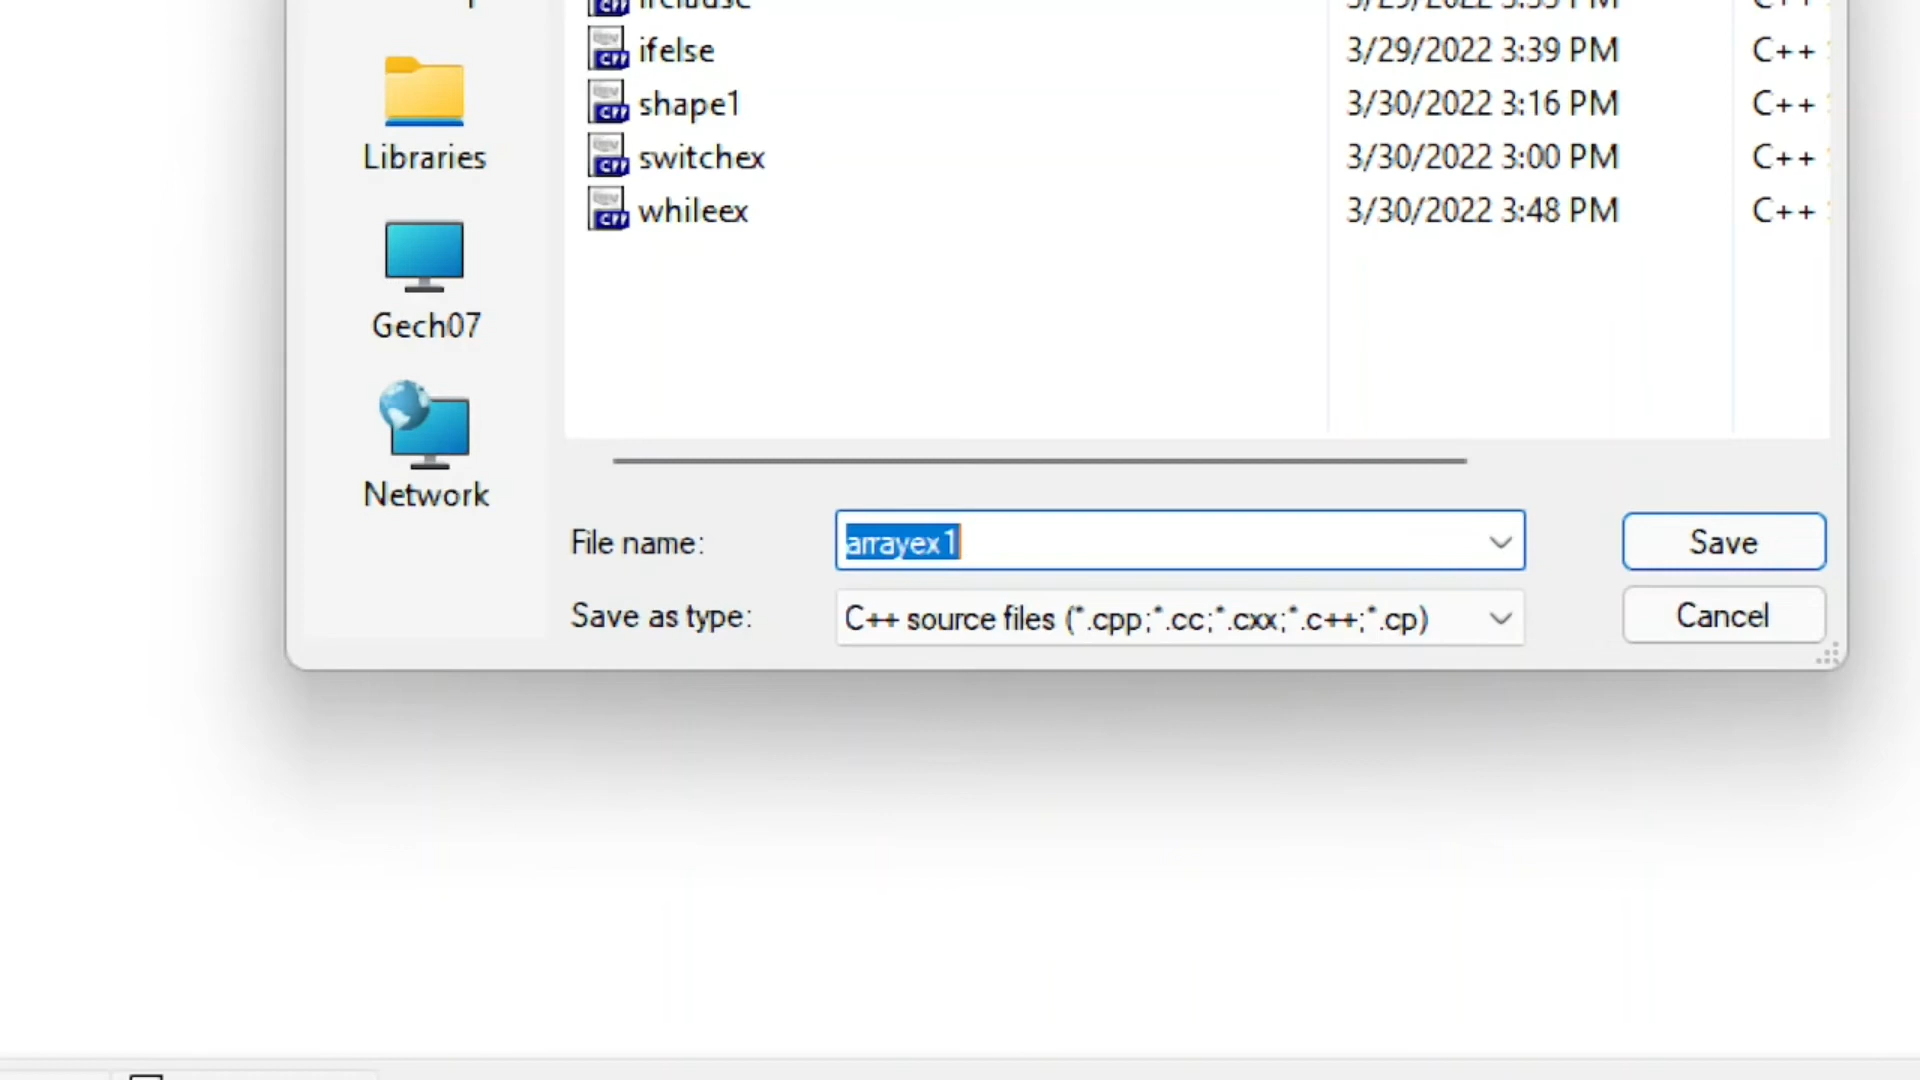 ifelse 3/29/2022 3:39 PM C++
shape1 3/30/2022 3:16 PM C++
Libraries
switchex 3/30/2022 3:00 PM C++
whileex 3/30/2022 3:48 PM C++
Gech07
Network
File name: arrayex1 Save
Save as type: C++ source files (*.cpp;*.cc;*.cxx;*.c++;*.cp) Cancel